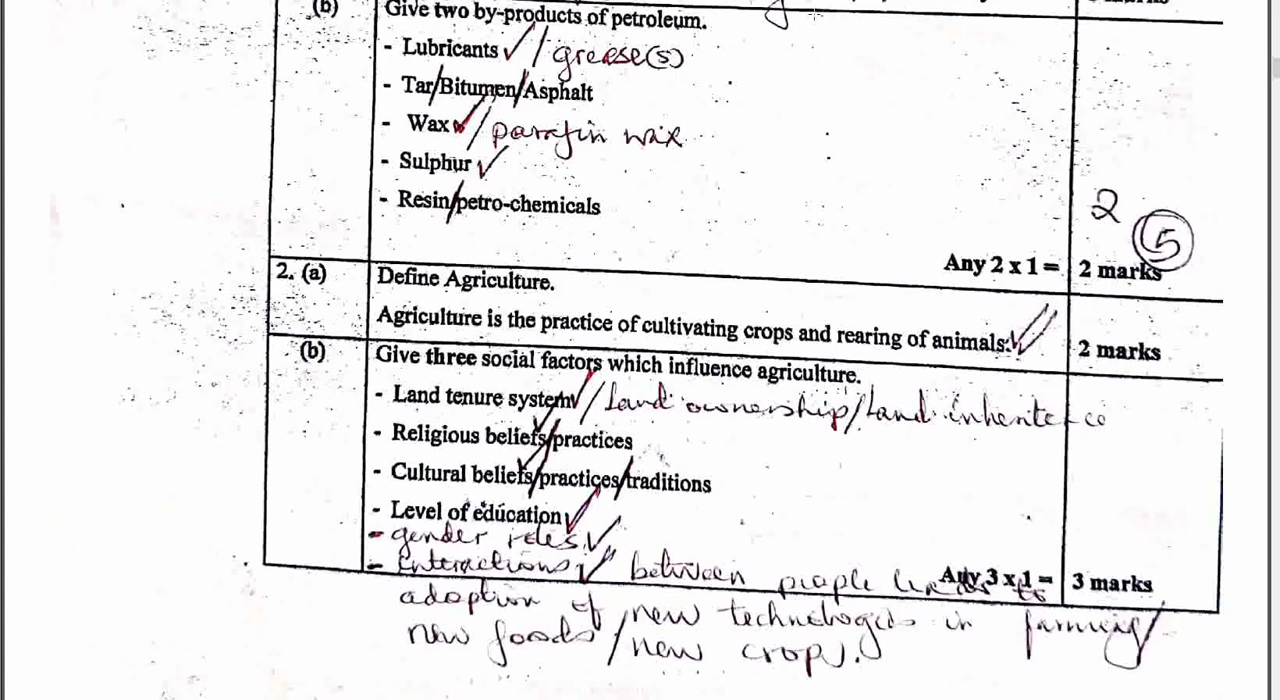 (b) Give two by-products of petroleum.
- Lubricants ✓ / grease(s)
- Tar/Bitumen/Asphalt
- Wax ✓ / parafin wax
- Sulphur ✓
- Resin/petro-chemicals
2
5
Any 2 x 1 = 2 marks
2. (a) Define Agriculture.
Agriculture is the practice of cultivating crops and rearing of animals. 2 marks
(b) Give three social factors which influence agriculture.
- Land tenure system / Land ownership / Land
- Religious beliefs/practices
- Cultural beliefs/practices/traditions
- Level of education ✓
- gender roles ✓
- interactions between people
Any 3 x 1 = 3 marks
adoption of new technologies in farming/
new foods / new crops.